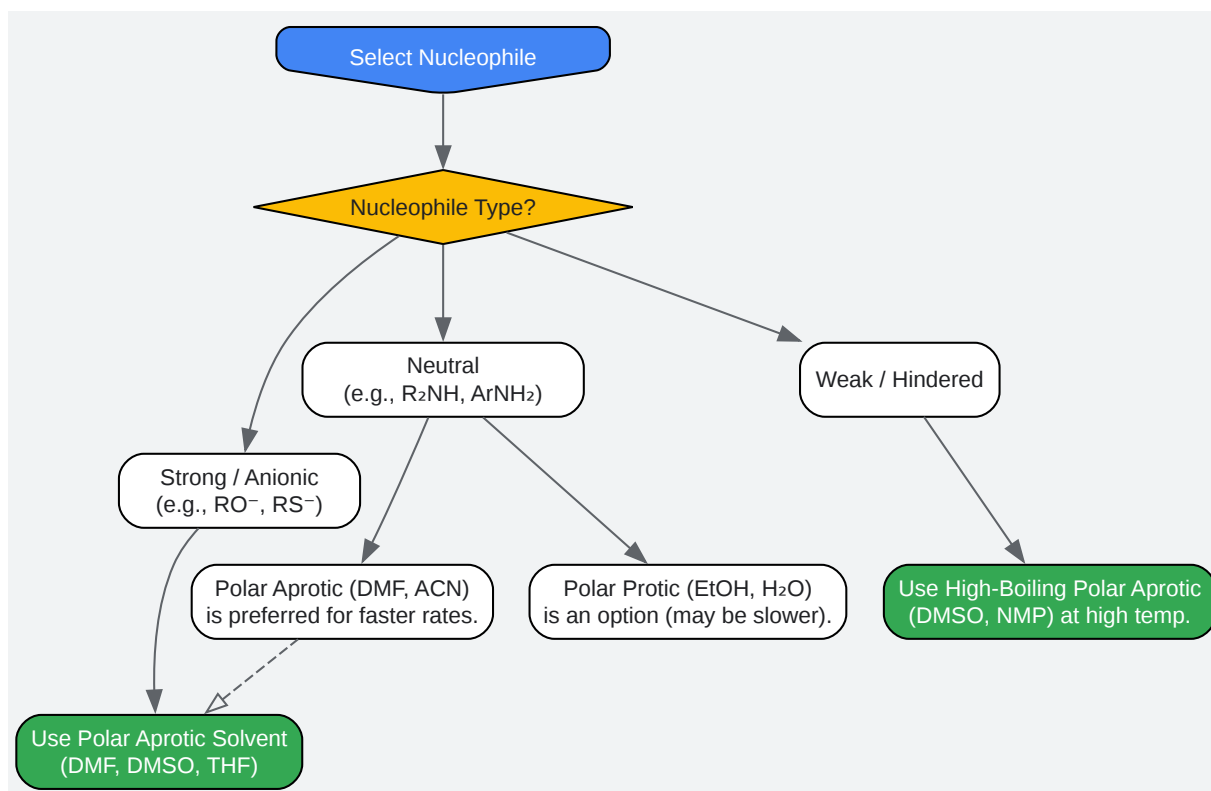 Select Nucleophile
Nucleophile Type?
Neutral
(e.g., R₂NH, ArNH₂)
Weak / Hindered
Strong / Anionic
(e.g., RO⁻, RS⁻)
Polar Aprotic (DMF, ACN)
is preferred for faster rates.
Polar Protic (EtOH, H₂O)
is an option (may be slower).
Use High-Boiling Polar Aprotic
(DMSO, NMP) at high temp.
Use Polar Aprotic Solvent
(DMF, DMSO, THF)